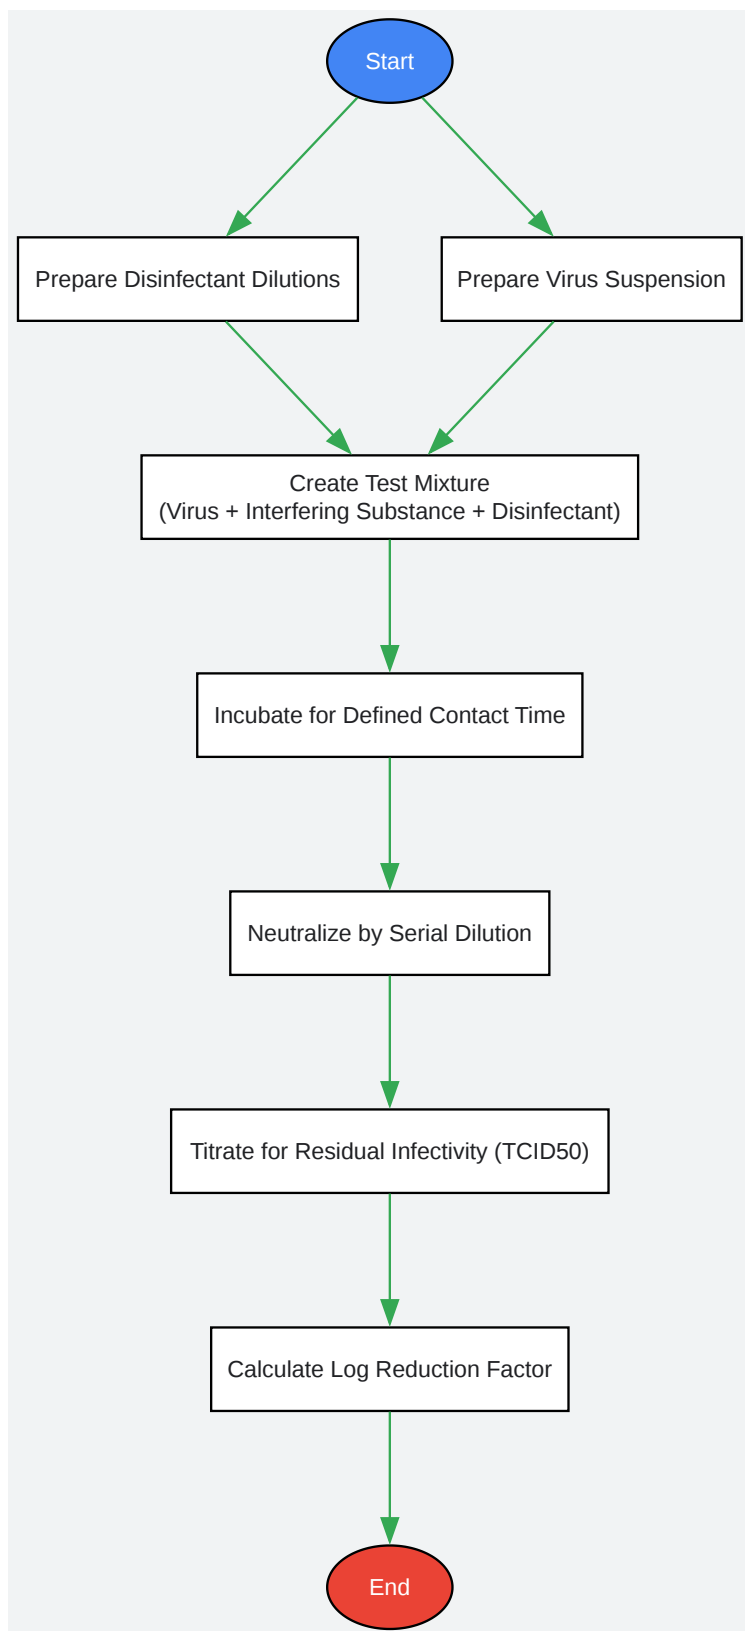 Start
Prepare Disinfectant Dilutions
Prepare Virus Suspension
Create Test Mixture
(Virus + Interfering Substance + Disinfectant)
Incubate for Defined Contact Time
Neutralize by Serial Dilution
Titrate for Residual Infectivity (TCID50)
Calculate Log Reduction Factor
End